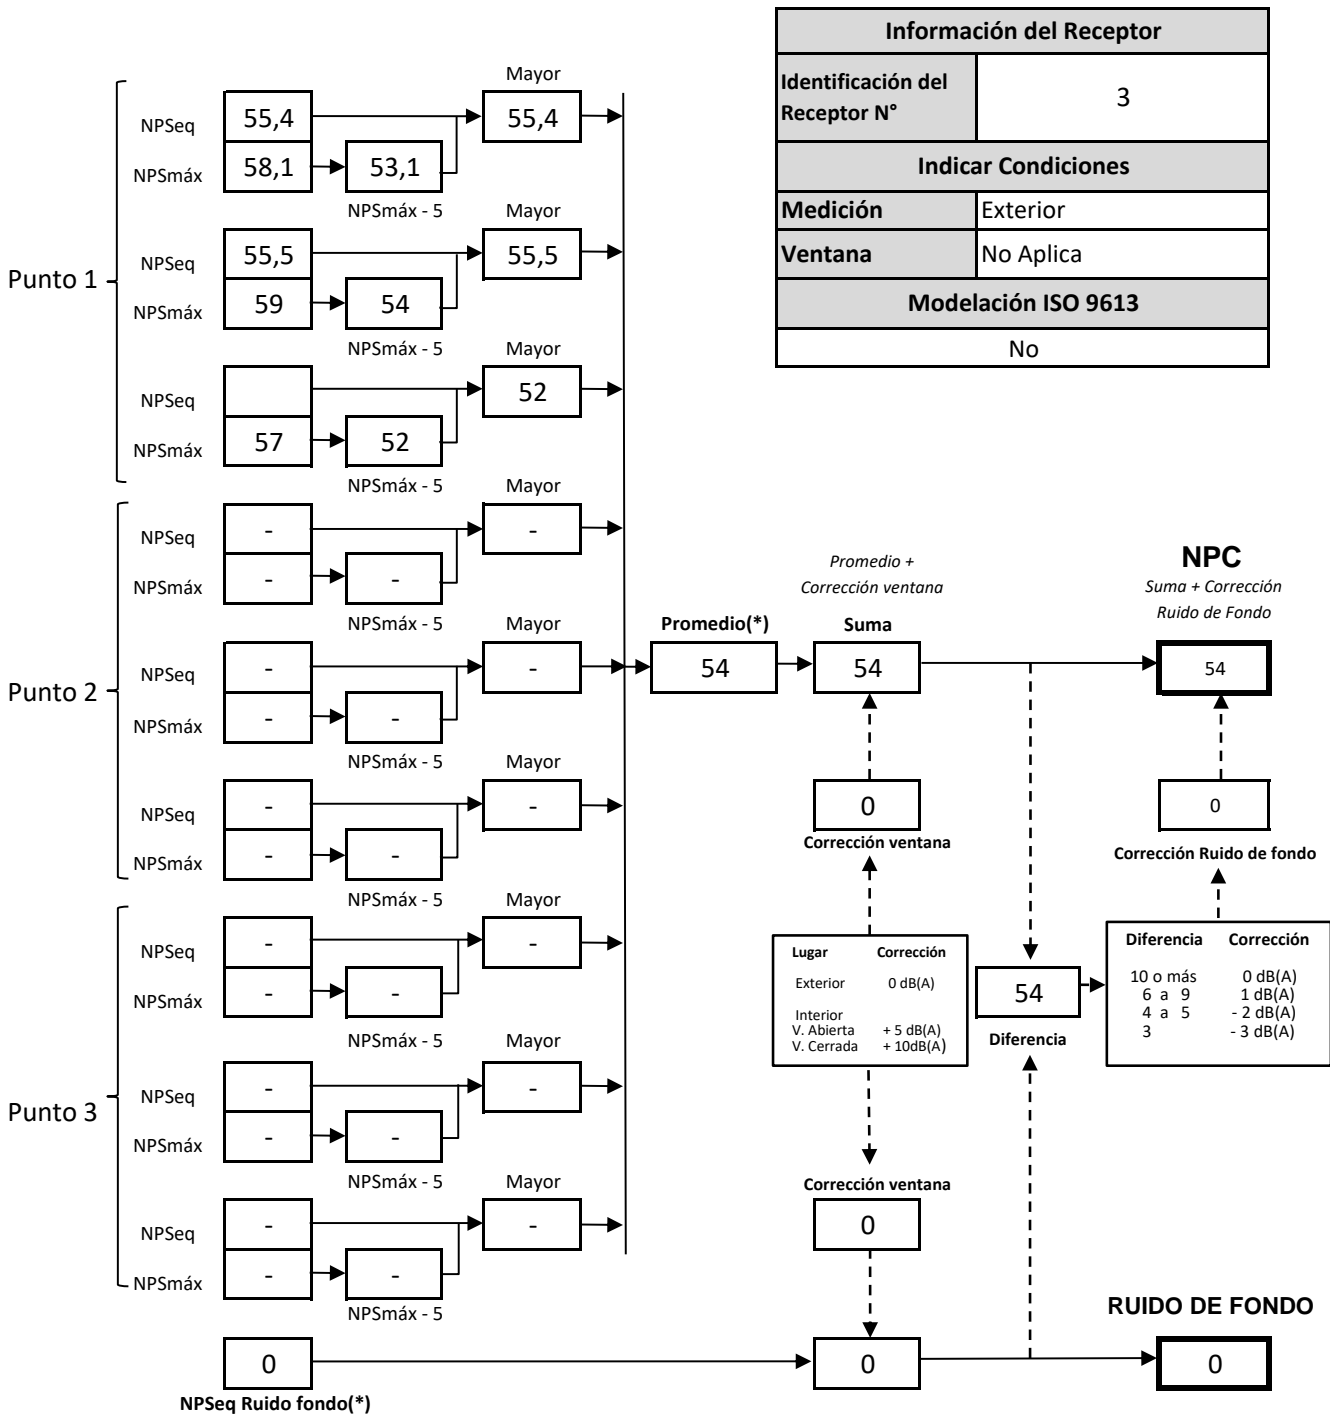 Información del Receptor
Identificación del Receptor N°
3
Indicar Condiciones
Medición
Exterior
Ventana
No Aplica
Modelación ISO 9613
No
Punto 1
Mayor
NPSeq
55,4
55,4
NPSmáx
58,1
53,1
NPSmáx - 5
Mayor
NPSeq
55,5
55,5
NPSmáx
59
54
NPSmáx - 5
Mayor
NPSeq
52
NPSmáx
57
52
NPSmáx - 5
Punto 2
Mayor
NPSeq
-
-
NPSmáx
-
-
NPSmáx - 5
Mayor
NPSeq
-
-
NPSmáx
-
-
NPSmáx - 5
Mayor
NPSeq
-
-
NPSmáx
-
-
NPSmáx - 5
Punto 3
Mayor
NPSeq
-
-
NPSmáx
-
-
NPSmáx - 5
Mayor
NPSeq
-
-
NPSmáx
-
-
NPSmáx - 5
Mayor
NPSeq
-
-
NPSmáx
-
-
NPSmáx - 5
Promedio(*)
54
Promedio +
Corrección ventana
Suma
54
0
Corrección ventana
Lugar Corrección
Exterior 0 dB(A)
Interior
V. Abierta + 5 dB(A)
V. Cerrada + 10dB(A)
Corrección ventana
0
NPC
Suma + Corrección
Ruido de Fondo
54
0
Corrección Ruido de fondo
Diferencia Corrección
10 o más 0 dB(A)
6 a 9 1 dB(A)
4 a 5 - 2 dB(A)
3 - 3 dB(A)
54
Diferencia
RUIDO DE FONDO
0
0
0
NPSeq Ruido fondo(*)